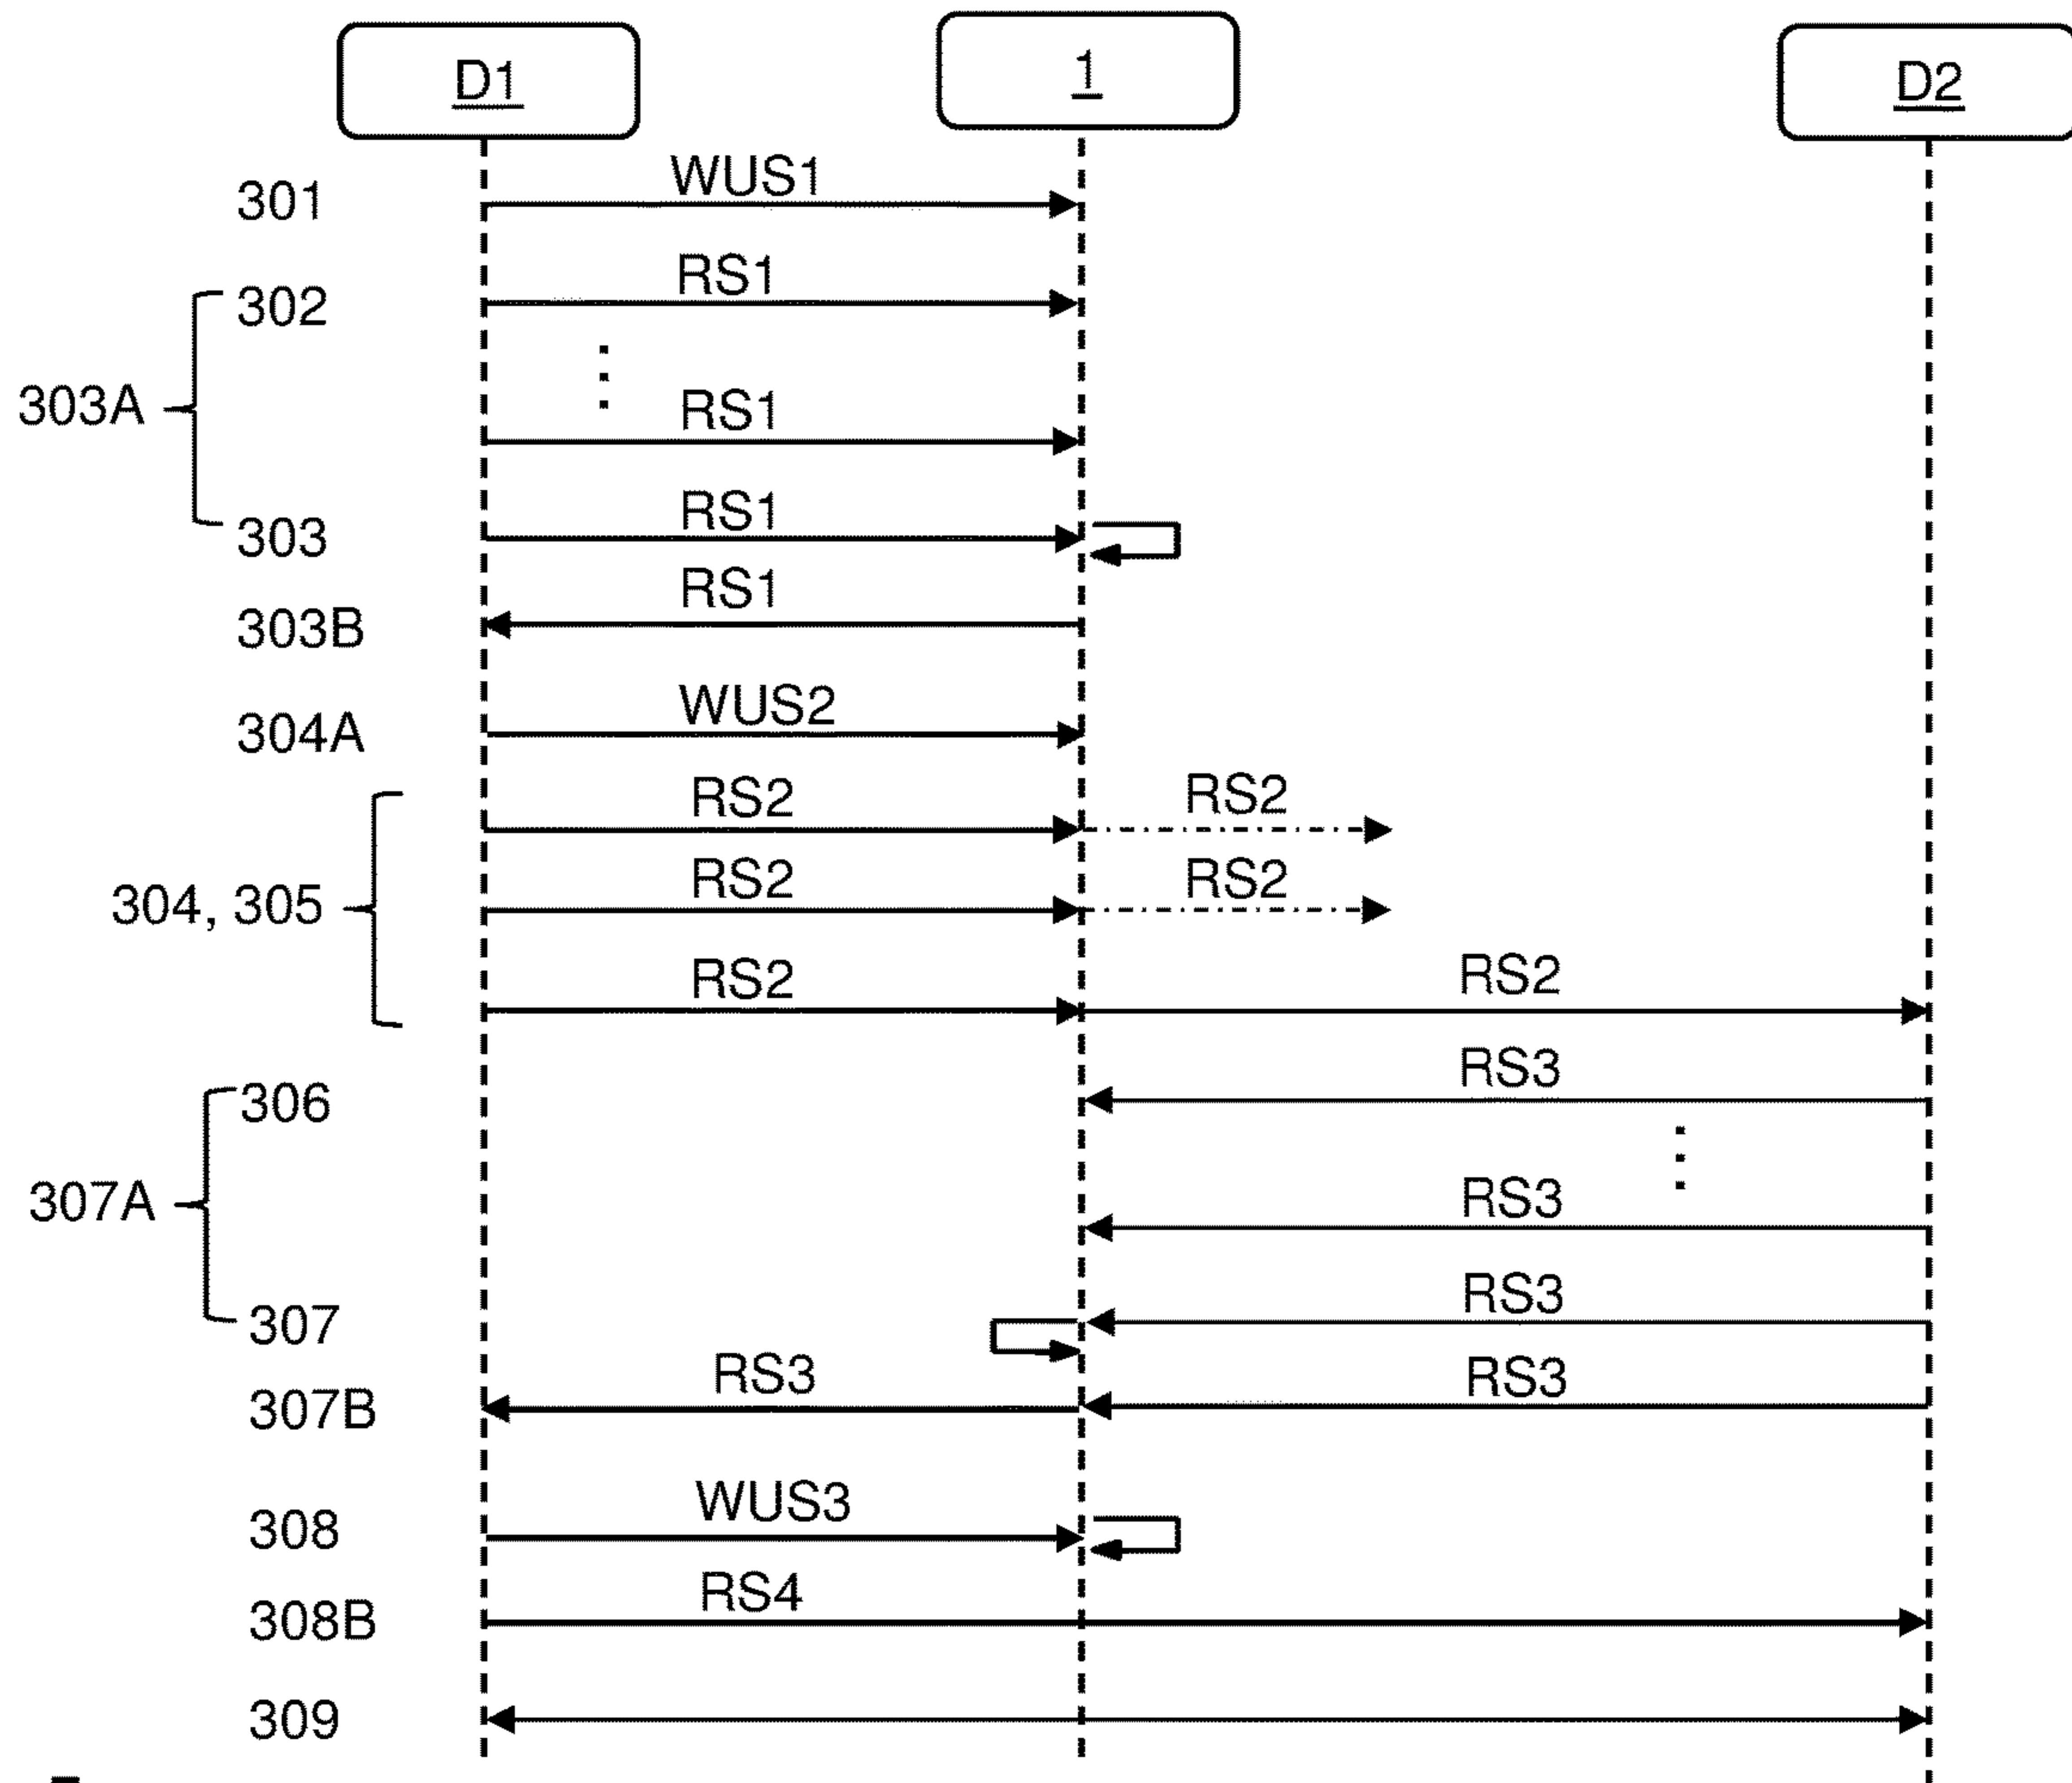 D1 1 D2
WUS1
301
RS1
302
303A
RS1
RS1
303
RS1
303B
WUS2
304A
RS2 RS2
RS2 RS2
304, 305
RS2 RS2
RS3
306
RS3
307A
RS3
307
RS3 RS3
307B
WUS3
308
RS4
308B
309